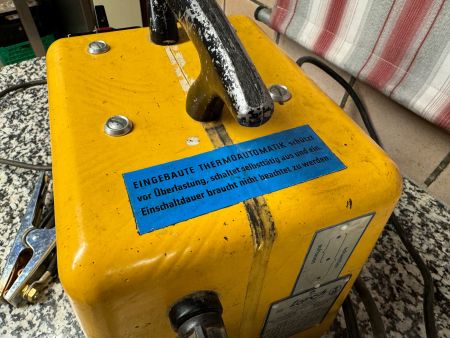 EINGEBAUTE THERMOAUTOMATIK schützt
vor Überlastung, schaltet selbsttätig aus und ein.
Einschaltdauer braucht nicht beachtet zu werden.